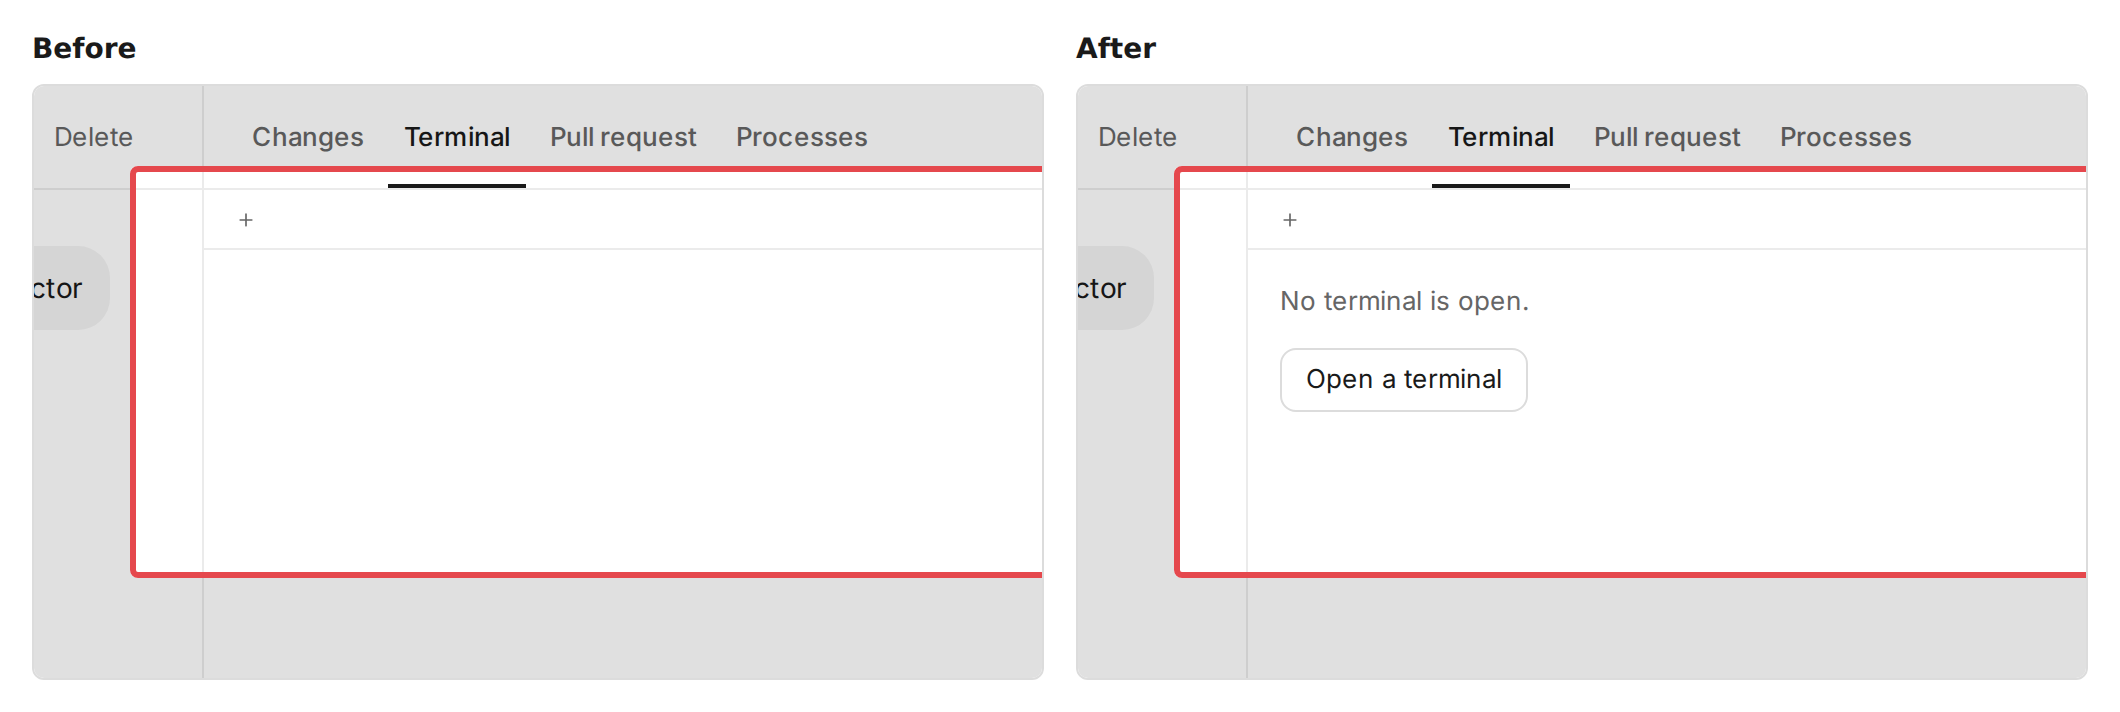 Before
Delete
Changes
Terminal
Pull request
Processes
+
ctor
After
Delete
Changes
Terminal
Pull request
Processes
+
ctor
No terminal is open.
Open a terminal